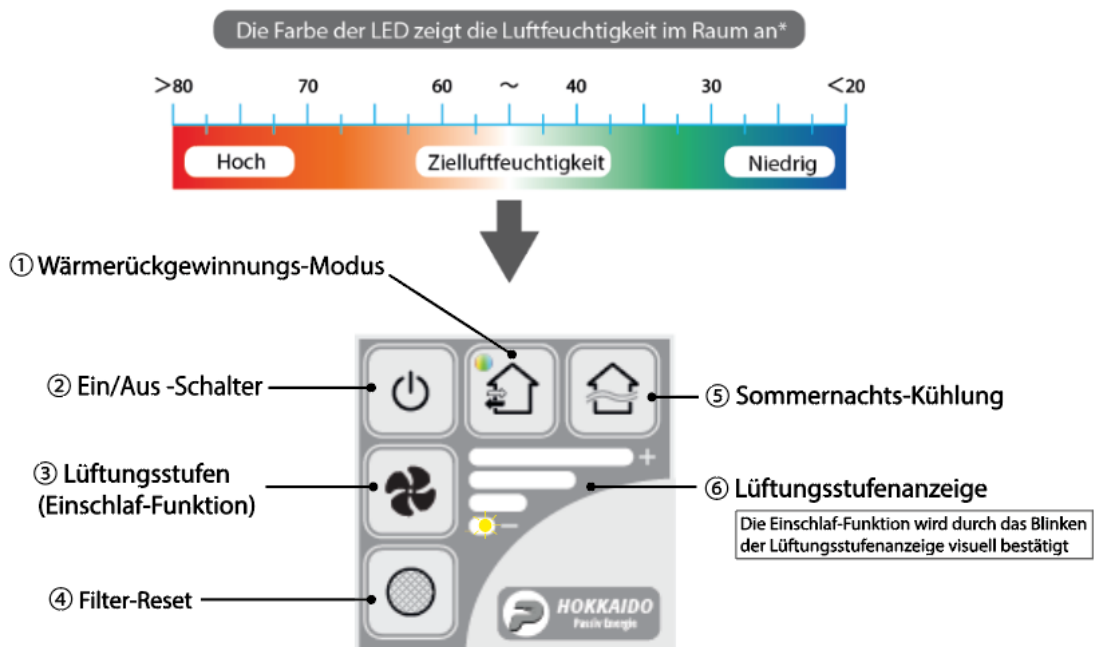 Die Farbe der LED zeigt die Luftfeuchtigkeit im Raum an*
>80 70 60 ～ 40 30 <20
Hoch Zielluftfeuchtigkeit Niedrig
① Wärmerückgewinnungs-Modus
② Ein/Aus -Schalter
⑤ Sommernachts-Kühlung
③ Lüftungsstufen
(Einschlaf-Funktion)
+
−
⑥ Lüftungsstufenanzeige
Die Einschlaf-Funktion wird durch das Blinken
der Lüftungsstufenanzeige visuell bestätigt
④ Filter-Reset
HOKKAIDO
Passiv Energie